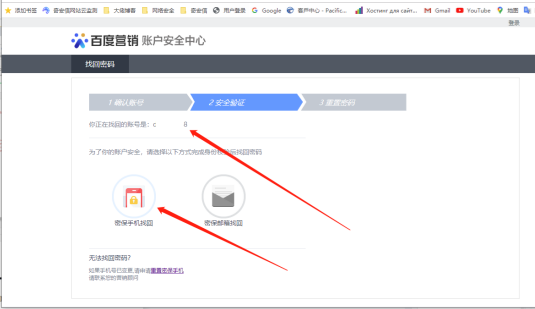 添加书签 奇安信网站云监测 大佬博客 网络安全 奇安信 用户登录 Google 客户中心 - Pacific... Хостинг для сайт... Gmail YouTube 地图
登录
百度营销 账户安全中心
找回密码
1 确认账号 2 安全验证 3 重置密码
你正在找回的账号是：c 8
为了你的账户安全，请选择以下方式完成身份 后找回密码
密保手机找回 密保邮箱找回
无法找回密码?
如果手机号已变更,请申请重置密保手机
请联系您的营销顾问